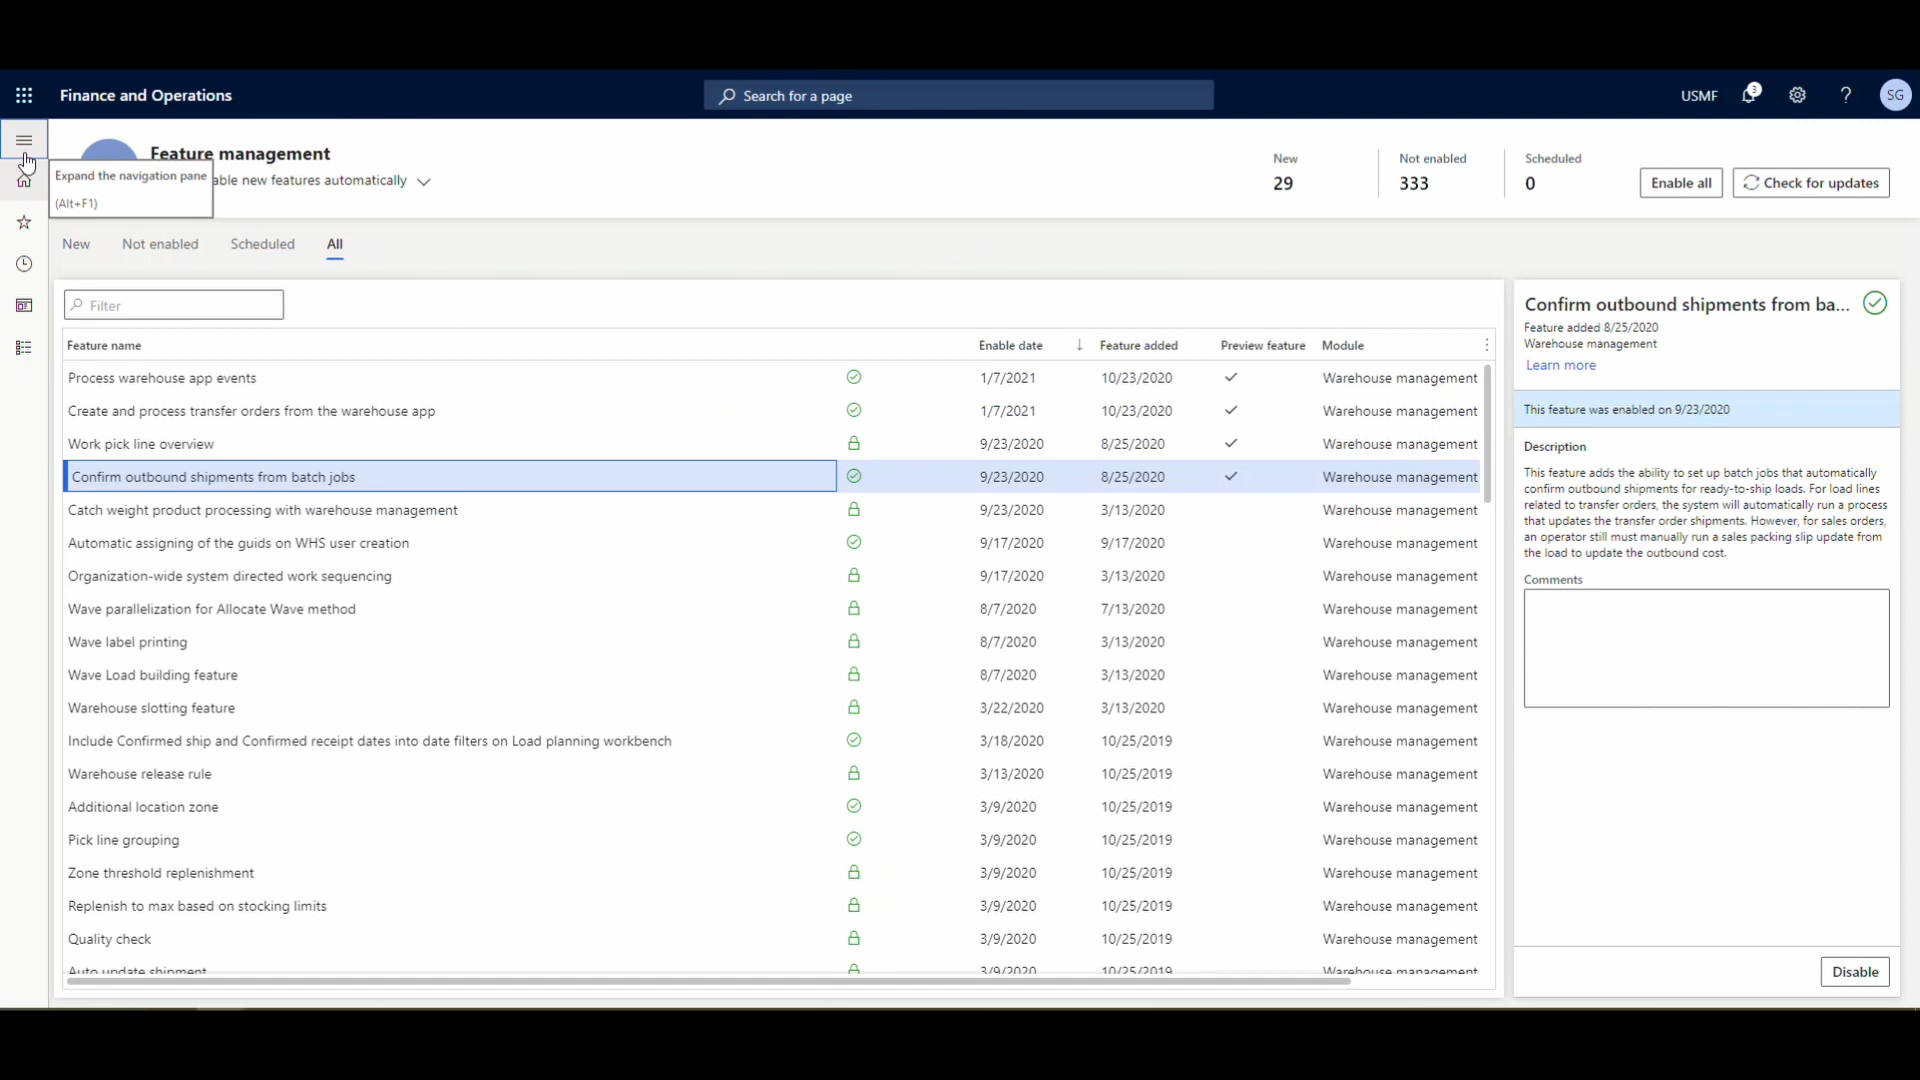 Finance and Operations
Search for a page
USMF
3
?
SG
Feature management
able new features automatically
Expand the navigation pane
(Alt+F1)
New
29
Not enabled
333
Scheduled
0
Enable all
Check for updates
New Not enabled Scheduled All
Filter
Feature name Enable date ↓ Feature added Preview feature Module
Process warehouse app events 1/7/2021 10/23/2020 Warehouse management
Create and process transfer orders from the warehouse app 1/7/2021 10/23/2020 Warehouse management
Work pick line overview 9/23/2020 8/25/2020 Warehouse management
Confirm outbound shipments from batch jobs 9/23/2020 8/25/2020 Warehouse management
Catch weight product processing with warehouse management 9/23/2020 3/13/2020 Warehouse management
Automatic assigning of the guids on WHS user creation 9/17/2020 9/17/2020 Warehouse management
Organization-wide system directed work sequencing 9/17/2020 3/13/2020 Warehouse management
Wave parallelization for Allocate Wave method 8/7/2020 7/13/2020 Warehouse management
Wave label printing 8/7/2020 3/13/2020 Warehouse management
Wave Load building feature 8/7/2020 3/13/2020 Warehouse management
Warehouse slotting feature 3/22/2020 3/13/2020 Warehouse management
Include Confirmed ship and Confirmed receipt dates into date filters on Load planning workbench 3/18/2020 10/25/2019 Warehouse management
Warehouse release rule 3/13/2020 10/25/2019 Warehouse management
Additional location zone 3/9/2020 10/25/2019 Warehouse management
Pick line grouping 3/9/2020 10/25/2019 Warehouse management
Zone threshold replenishment 3/9/2020 10/25/2019 Warehouse management
Replenish to max based on stocking limits 3/9/2020 10/25/2019 Warehouse management
Quality check 3/9/2020 10/25/2019 Warehouse management
Auto update shipment 3/9/2020 10/25/2019 Warehouse management
Confirm outbound shipments from ba...
Feature added 8/25/2020
Warehouse management
Learn more
This feature was enabled on 9/23/2020
Description
This feature adds the ability to set up batch jobs that automatically
confirm outbound shipments for ready-to-ship loads. For load lines
related to transfer orders, the system will automatically run a process
that updates the transfer order shipments. However, for sales orders,
an operator still must manually run a sales packing slip update from
the load to update the outbound cost.
Comments
Disable